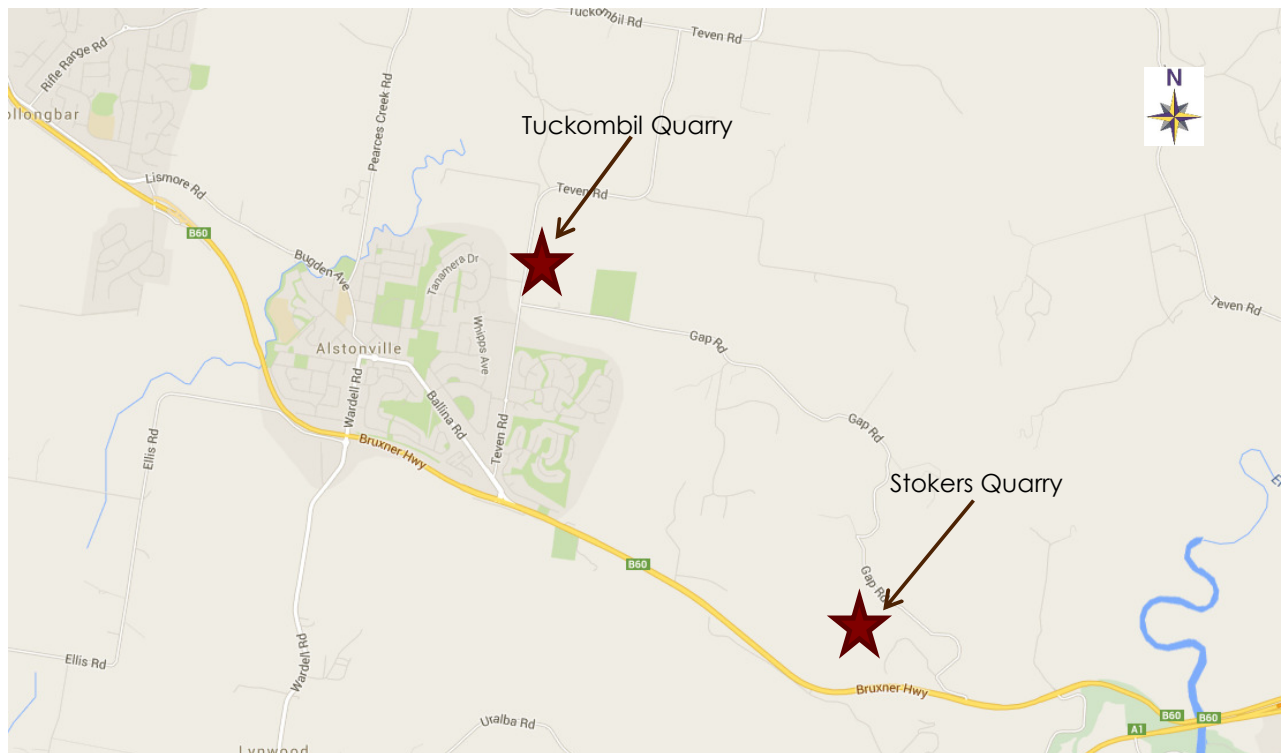 Tuckombil Rd
Teven Rd
Rifle Range Rd
ollongbar
N
Pearces Creek Rd
Tuckombil Quarry
Lismore Rd
Teven Rd
B60
Bugden Ave
Tanamera Dr
Teven Rd
Whipps Ave
Gap Rd
Alstonville
Wardell Rd
Ballina Rd
Gap Rd
Ellis Rd
Bruxner Hwy
Teven Rd
Stokers Quarry
B60
Gap Rd
Ellis Rd
Wardell Rd
Bruxner Hwy
Uralba Rd
B60
B60
A1
Lynwood